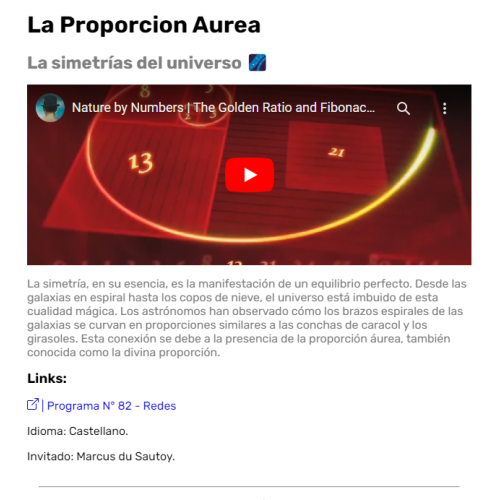 La Proporcion Aurea
La simetrías del universo
Nature by Numbers | The Golden Ratio and Fibonac...
8
5
13
21
La simetría, en su esencia, es la manifestación de un equilibrio perfecto. Desde las
galaxias en espiral hasta los copos de nieve, el universo está imbuido de esta
cualidad mágica. Los astrónomos han observado cómo los brazos espirales de las
galaxias se curvan en proporciones similares a las conchas de caracol y los
girasoles. Esta conexión se debe a la presencia de la proporción áurea, también
conocida como la divina proporción.
Links:
| Programa N° 82 - Redes
Idioma: Castellano.
Invitado: Marcus du Sautoy.